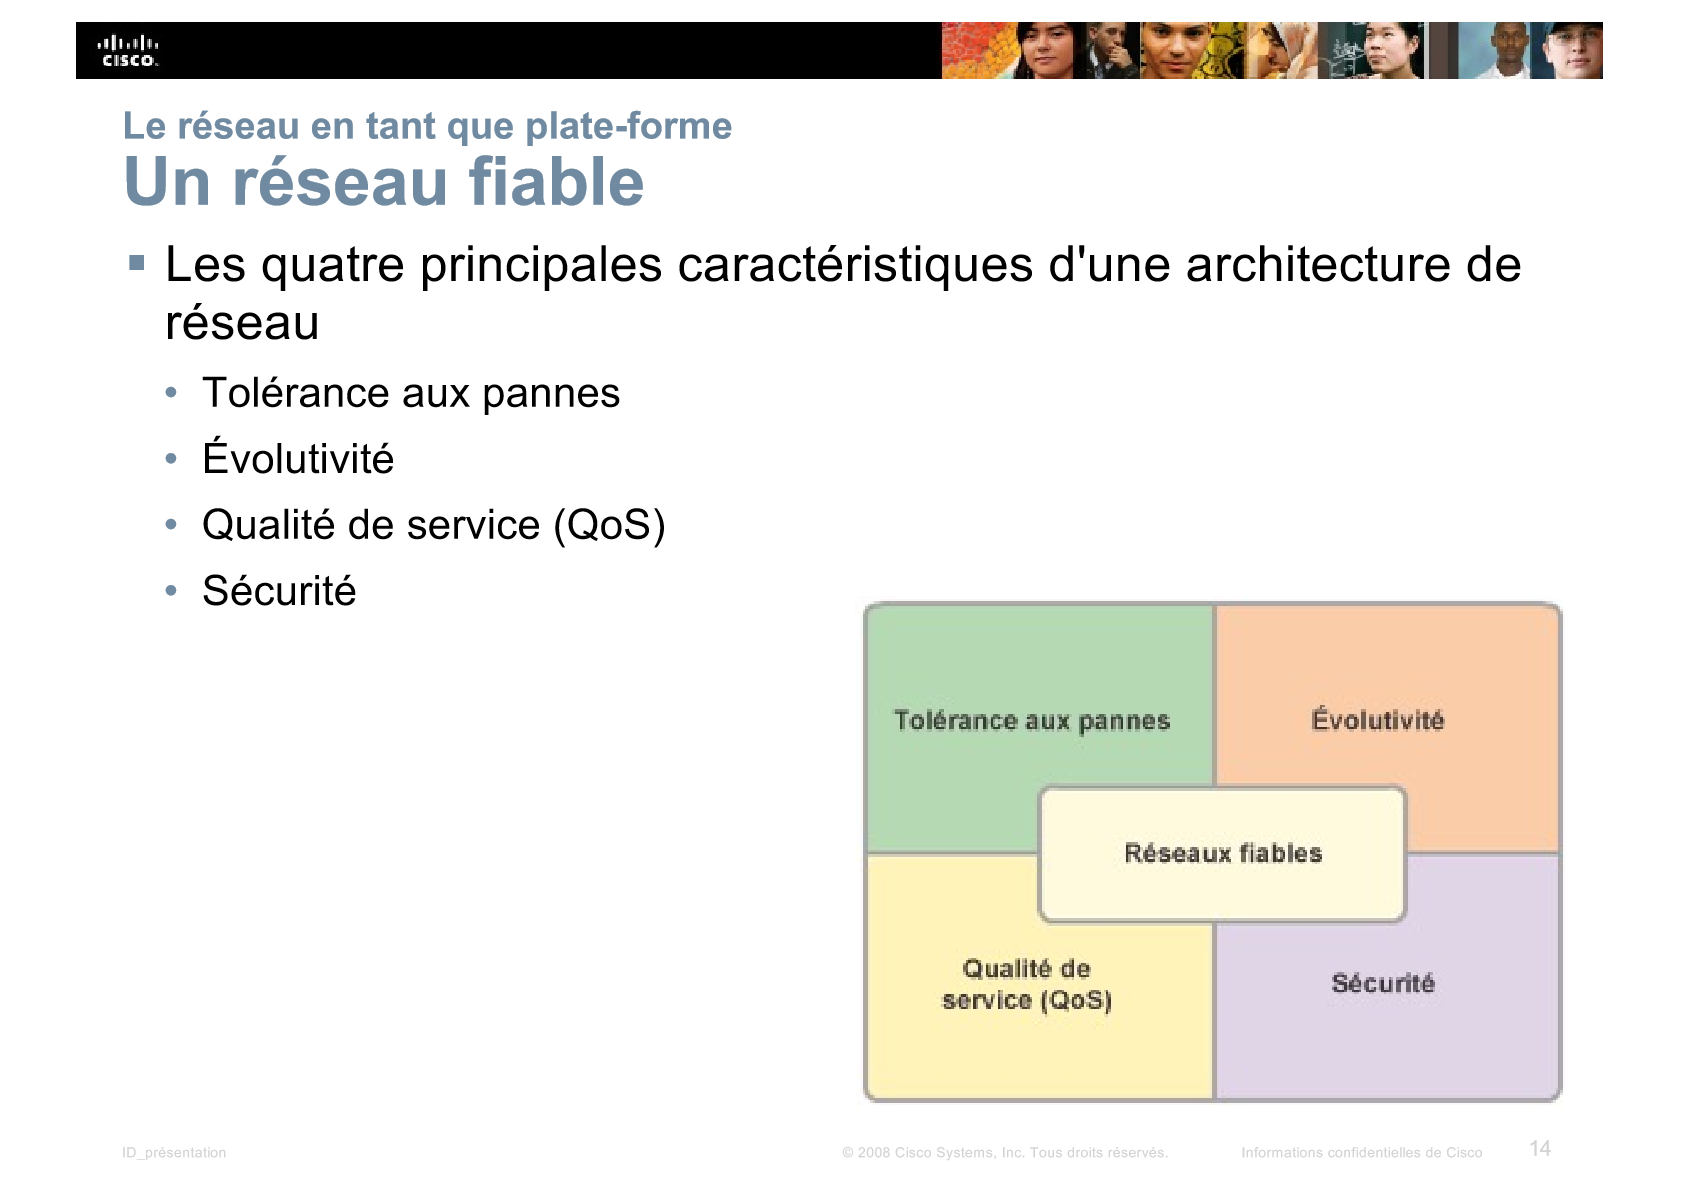 CISCO
Le réseau en tant que plate-forme
Un réseau fiable
▪ Les quatre principales caractéristiques d'une architecture de
réseau
• Tolérance aux pannes
• Évolutivité
• Qualité de service (QoS)
• Sécurité
Tolérance aux pannes
Évolutivité
Réseaux fiables
Qualité de
service (QoS)
Sécurité
ID_présentation
© 2008 Cisco Systems, Inc. Tous droits réservés.
Informations confidentielles de Cisco
14